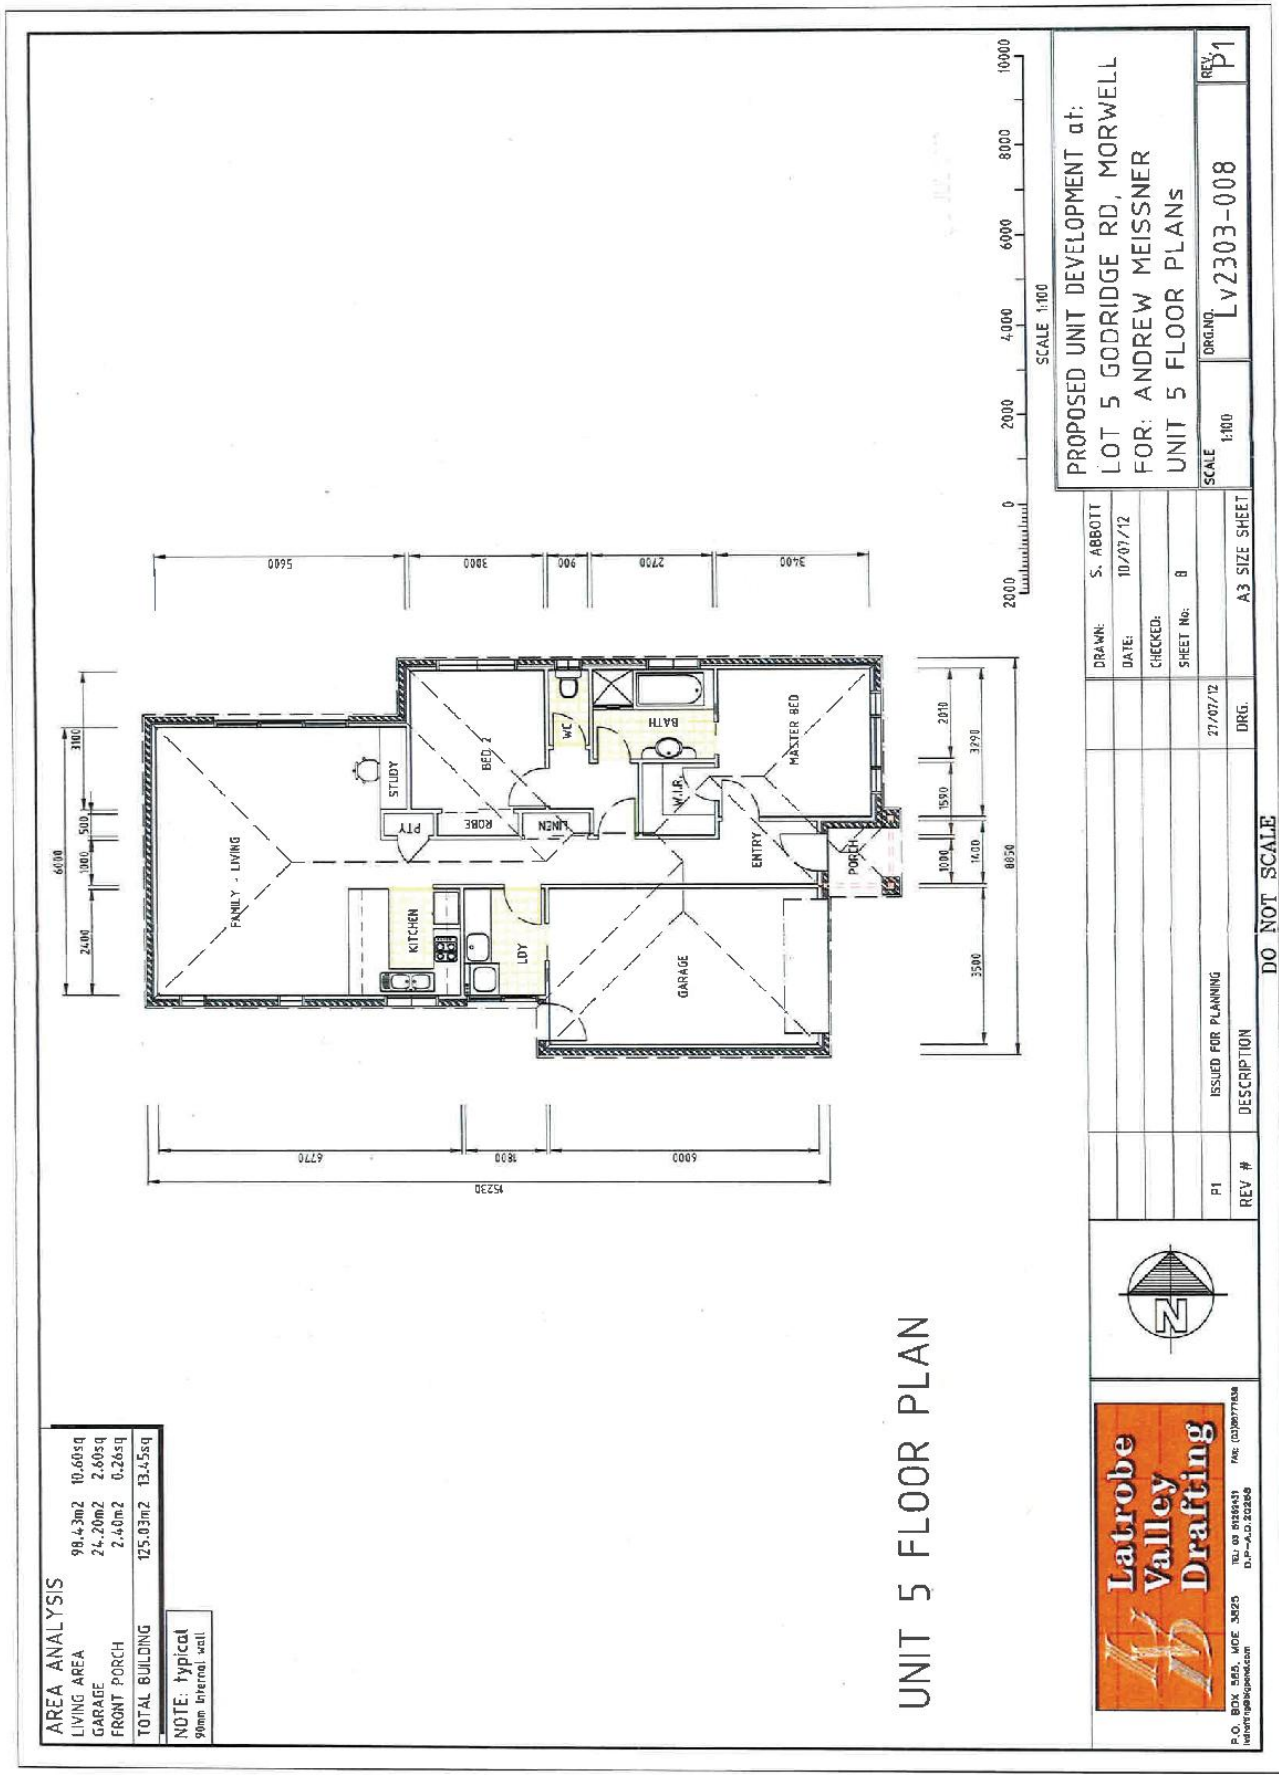 AREA ANALYSIS
LIVING AREA 98.43m2 10.60sq
GARAGE 24.20m2 2.60sq
FRONT PORCH 2.40m2 0.26sq
TOTAL BUILDING 125.03m2 13.45sq
NOTE: typical
90mm internal wall
15230
6770
1800
6000
6000
2400
1000
500
3100
FAMILY - LIVING
STUDY
PTY
KITCHEN
ROBE
BED. 2
LINEN
WC
LDY
BATH
W.I.R.
GARAGE
ENTRY
MASTER BED
PORCH
5600
3000
900
2700
3400
1000
1590
2010
3500
1400
3290
8850
UNIT 5 FLOOR PLAN
2000
0
2000
4000
6000
8000
10000
SCALE 1:100
Latrobe
Valley
Drafting
P.O. BOX 565, MOE 3825
D.P-A.D.20268
N
P1 ISSUED FOR PLANNING 27/07/12
REV # DESCRIPTION DRG.
DRAWN: S. ABBOTT
DATE: 10/07/12
CHECKED:
SHEET No: 8
A3 SIZE SHEET
PROPOSED UNIT DEVELOPMENT at:
LOT 5 GODRIDGE RD, MORWELL
FOR: ANDREW MEISSNER
UNIT 5 FLOOR PLANs
SCALE 1:100
DRG.NO. Lv2303-008
REV. P1
DO NOT SCALE